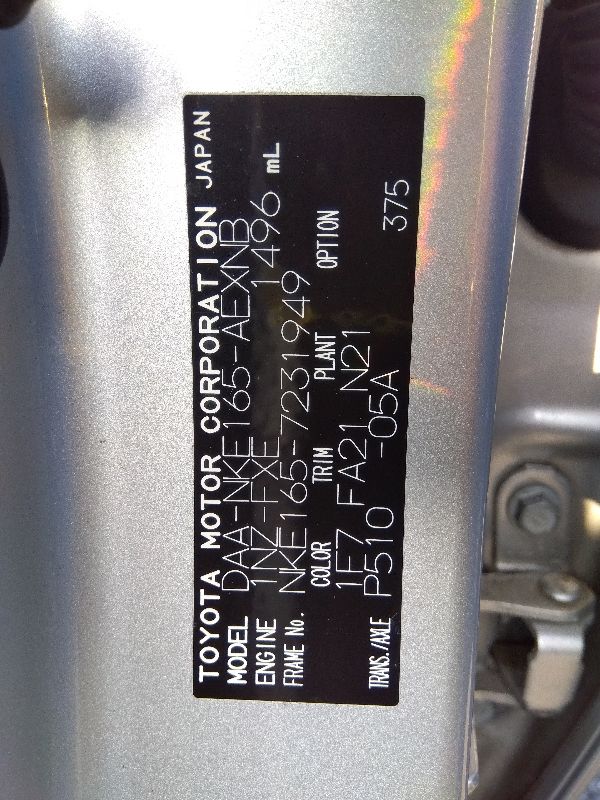 TOYOTA MOTOR CORPORATION JAPAN
MODEL DAA-NKE165-AEXNB
ENGINE 1NZ-FXE 1496 mL
FRAME No. NKE165-7231949
COLOR TRIM PLANT OPTION
1F7 FA21 N21
TRANS./AXLE P510 -05A 375